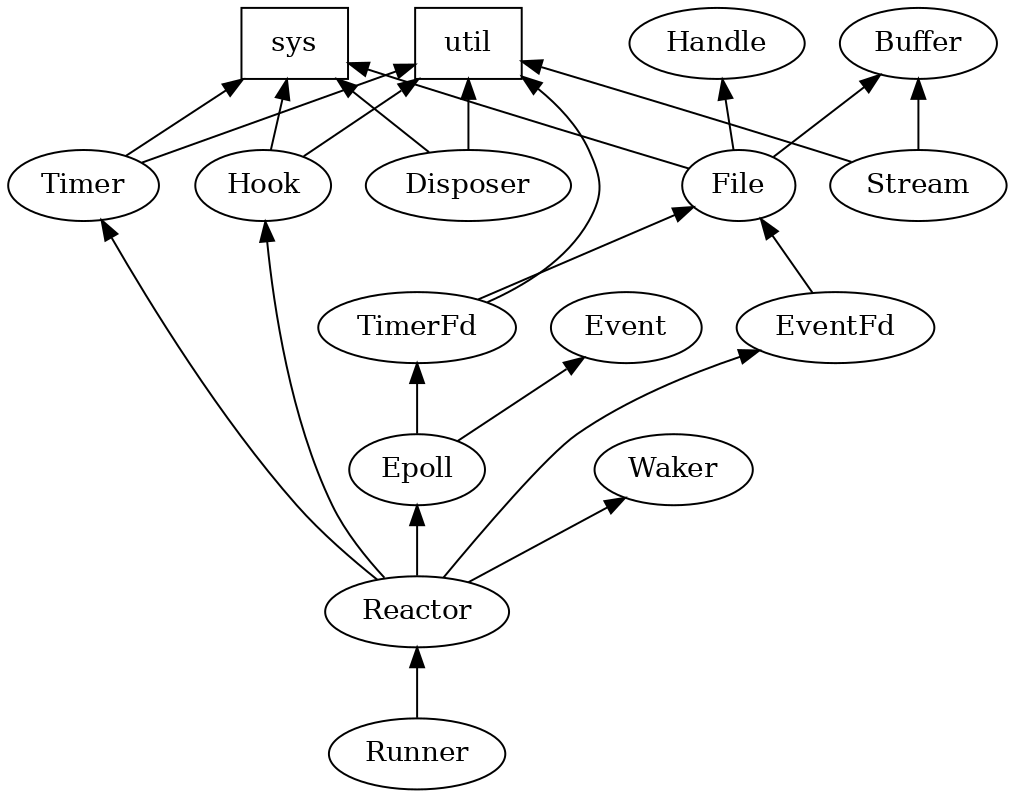 sys
util
Handle
Buffer
Timer
Hook
Disposer
File
Stream
TimerFd
Event
EventFd
Epoll
Waker
Reactor
Runner